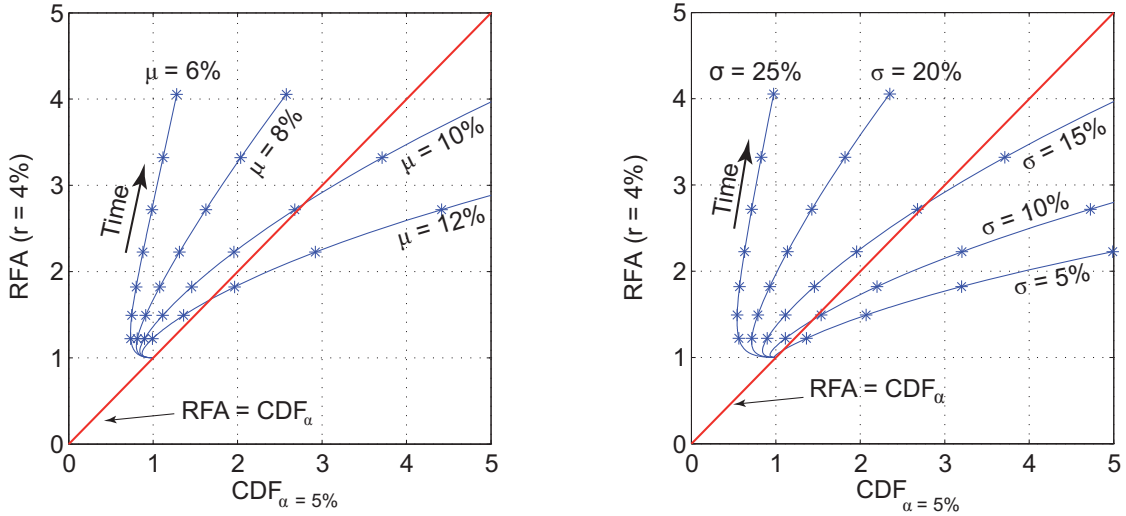 5
4
3
2
1
0
RFA (r = 4%)
μ = 6%
μ = 8%
μ = 10%
μ = 12%
Time
RFA = CDFα
0 1 2 3 4 5
CDFα = 5%
5
4
3
2
1
0
RFA (r = 4%)
σ = 25%
σ = 20%
σ = 15%
σ = 10%
σ = 5%
Time
RFA = CDFα
0 1 2 3 4 5
CDFα = 5%